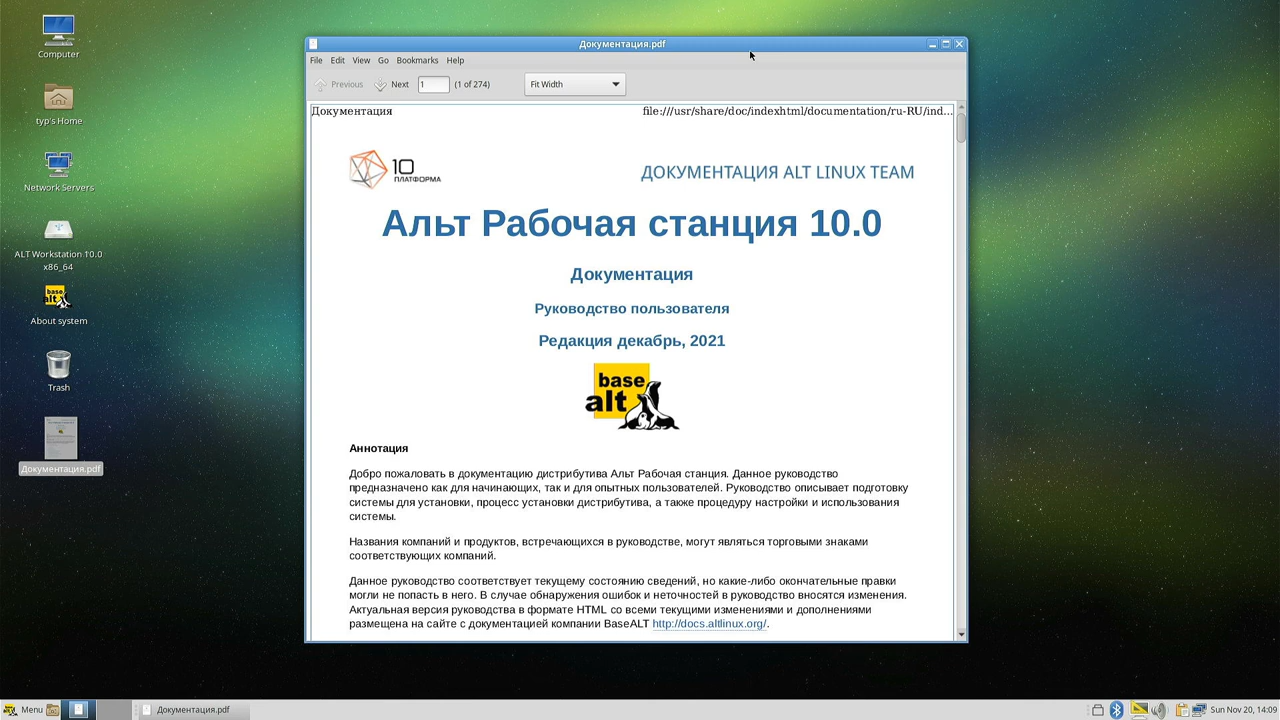 Computer
typ's Home
Network Servers
ALT Workstation 10.0
x86_64
base
alt
About system
Trash
Документация.pdf
Документация.pdf
File Edit View Go Bookmarks Help
Previous Next 1 (1 of 274) Fit Width
Документация file:///usr/share/doc/indexhtml/documentation/ru-RU/ind...
10
ПЛАТФОРМА
ДОКУМЕНТАЦИЯ ALT LINUX TEAM
Альт Рабочая станция 10.0
Документация
Руководство пользователя
Редакция декабрь, 2021
base
alt
Аннотация
Добро пожаловать в документацию дистрибутива Альт Рабочая станция. Данное руководство
предназначено как для начинающих, так и для опытных пользователей. Руководство описывает подготовку
системы для установки, процесс установки дистрибутива, а также процедуру настройки и использования
системы.
Названия компаний и продуктов, встречающихся в руководстве, могут являться торговыми знаками
соответствующих компаний.
Данное руководство соответствует текущему состоянию сведений, но какие-либо окончательные правки
могли не попасть в него. В случае обнаружения ошибок и неточностей в руководство вносятся изменения.
Актуальная версия руководства в формате HTML со всеми текущими изменениями и дополнениями
размещена на сайте с документацией компании BaseALT http://docs.altlinux.org/.
Menu Документация.pdf Sun Nov 20, 14:09